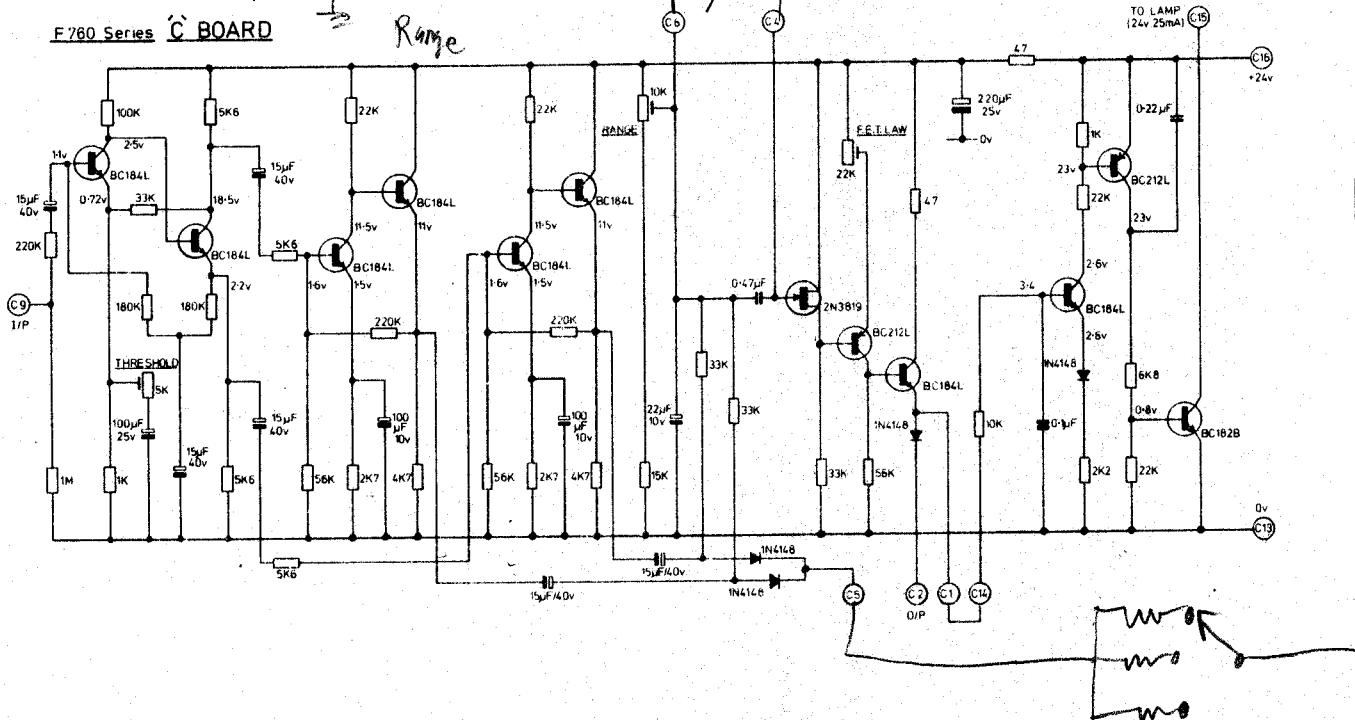 F760 Series 'C' BOARD
Range
C6
C4
TO LAMP
(24v 25mA)
C15
C16
+24v
47
100K
5K6
22K
22K
10K
RANGE
220µF
25v
0v
F.E.T. LAW
22K
47
1K
0·22µF
BC212L
23v
22K
23v
1·1v
2·5v
BC184L
15µF
40v
0·72v
33K
18·5v
15µF
40v
220K
BC184L
2·2v
5K6
BC184L
11·5v
11v
1·6v
BC184L
1·5v
BC184L
11·5v
11v
5K6
1·6v
BC184L
1·5v
C9
I/P
180K
180K
220K
220K
0·47µF
2N3819
BC212L
BC184L
2·6v
3·4
BC184L
2·8v
1N4148
THRESHOLD
5K
100µF
25v
15µF
40v
15µF
40v
100
µF
10v
100
µF
10v
22µF
10v
33K
33K
1N4148
10K
0·1µF
6K8
0·8v
BC182B
1M
1K
5K6
56K
2K7
4K7
56K
2K7
4K7
15K
33K
56K
2K2
22K
0v
C13
5K6
15µF/40v
1N4148
15µF/40v
1N4148
C5
C2
O/P
C1
C14